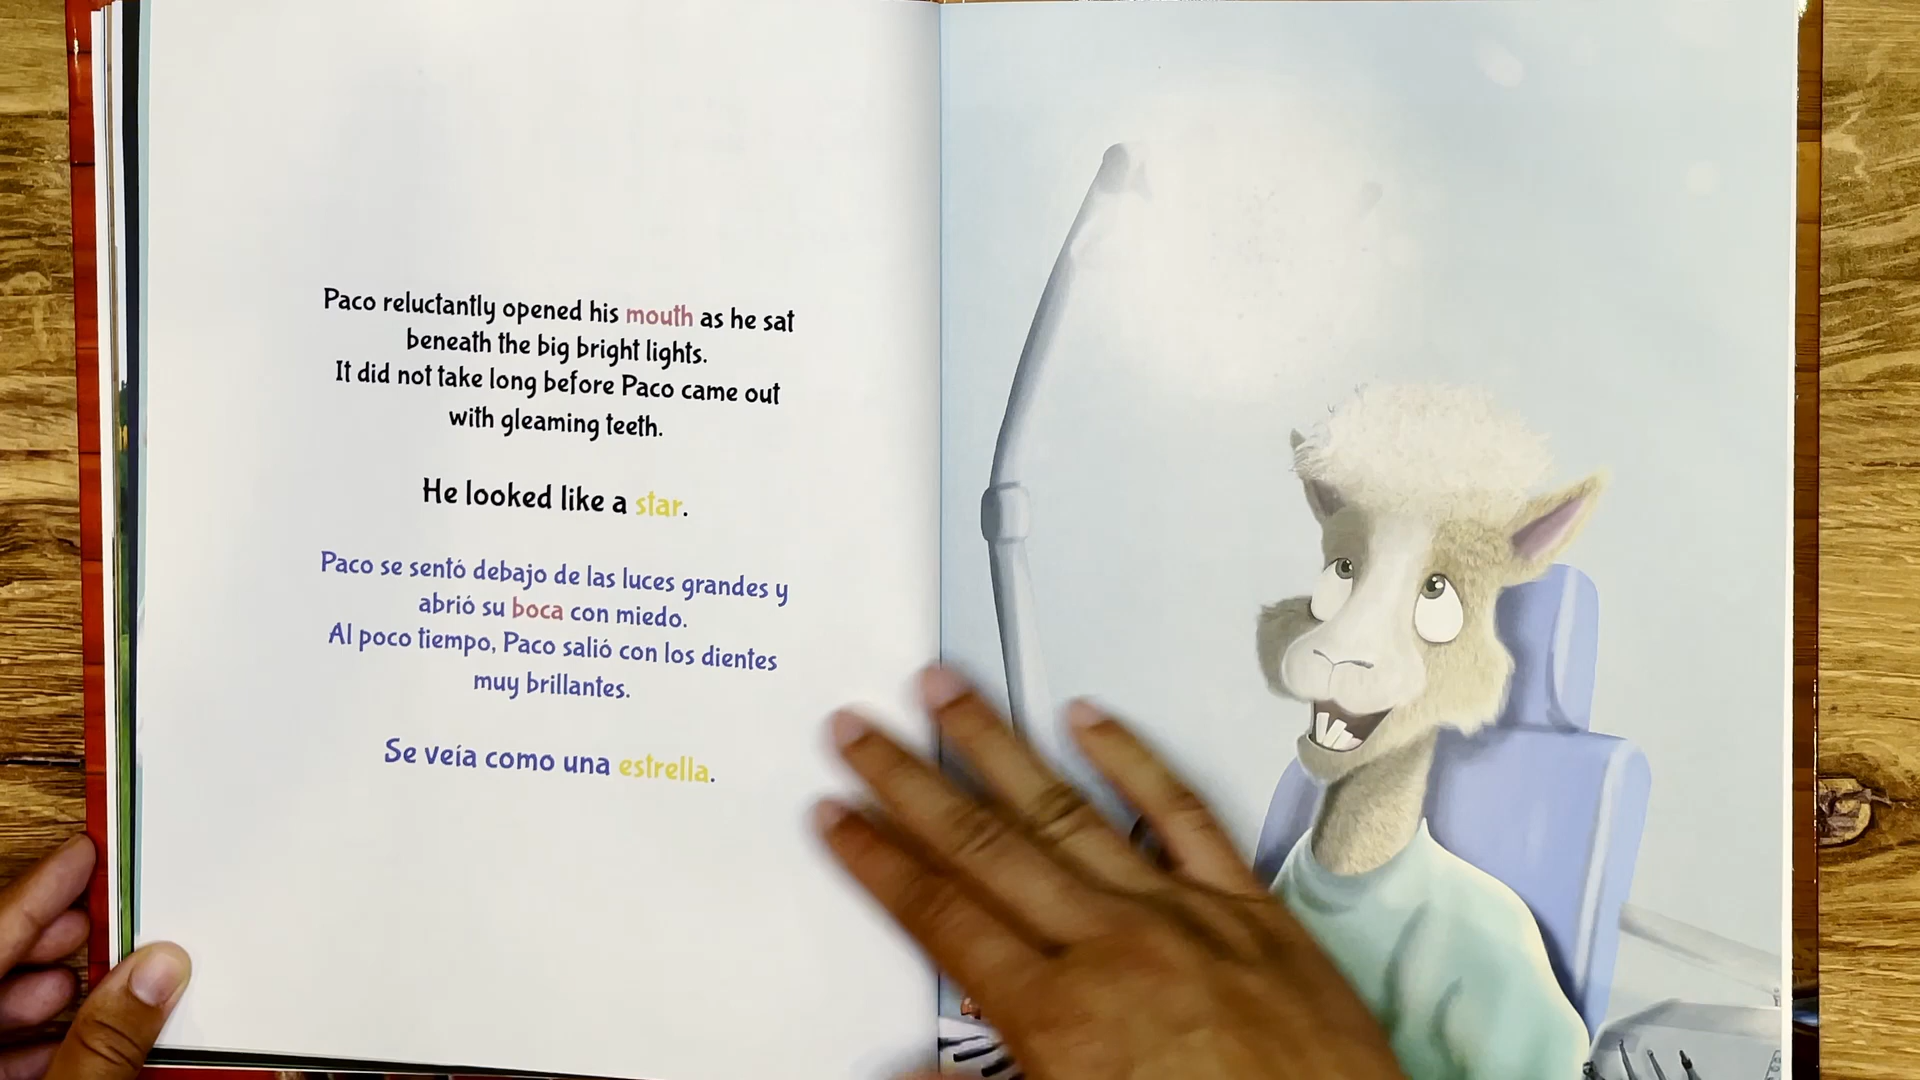 Paco reluctantly opened his mouth as he sat
beneath the big bright lights.
It did not take long before Paco came out
with gleaming teeth.
He looked like a star.
Paco se sentó debajo de las luces grandes y
abrió su boca con miedo.
Al poco tiempo, Paco salió con los dientes
muy brillantes.
Se veía como una estrella.